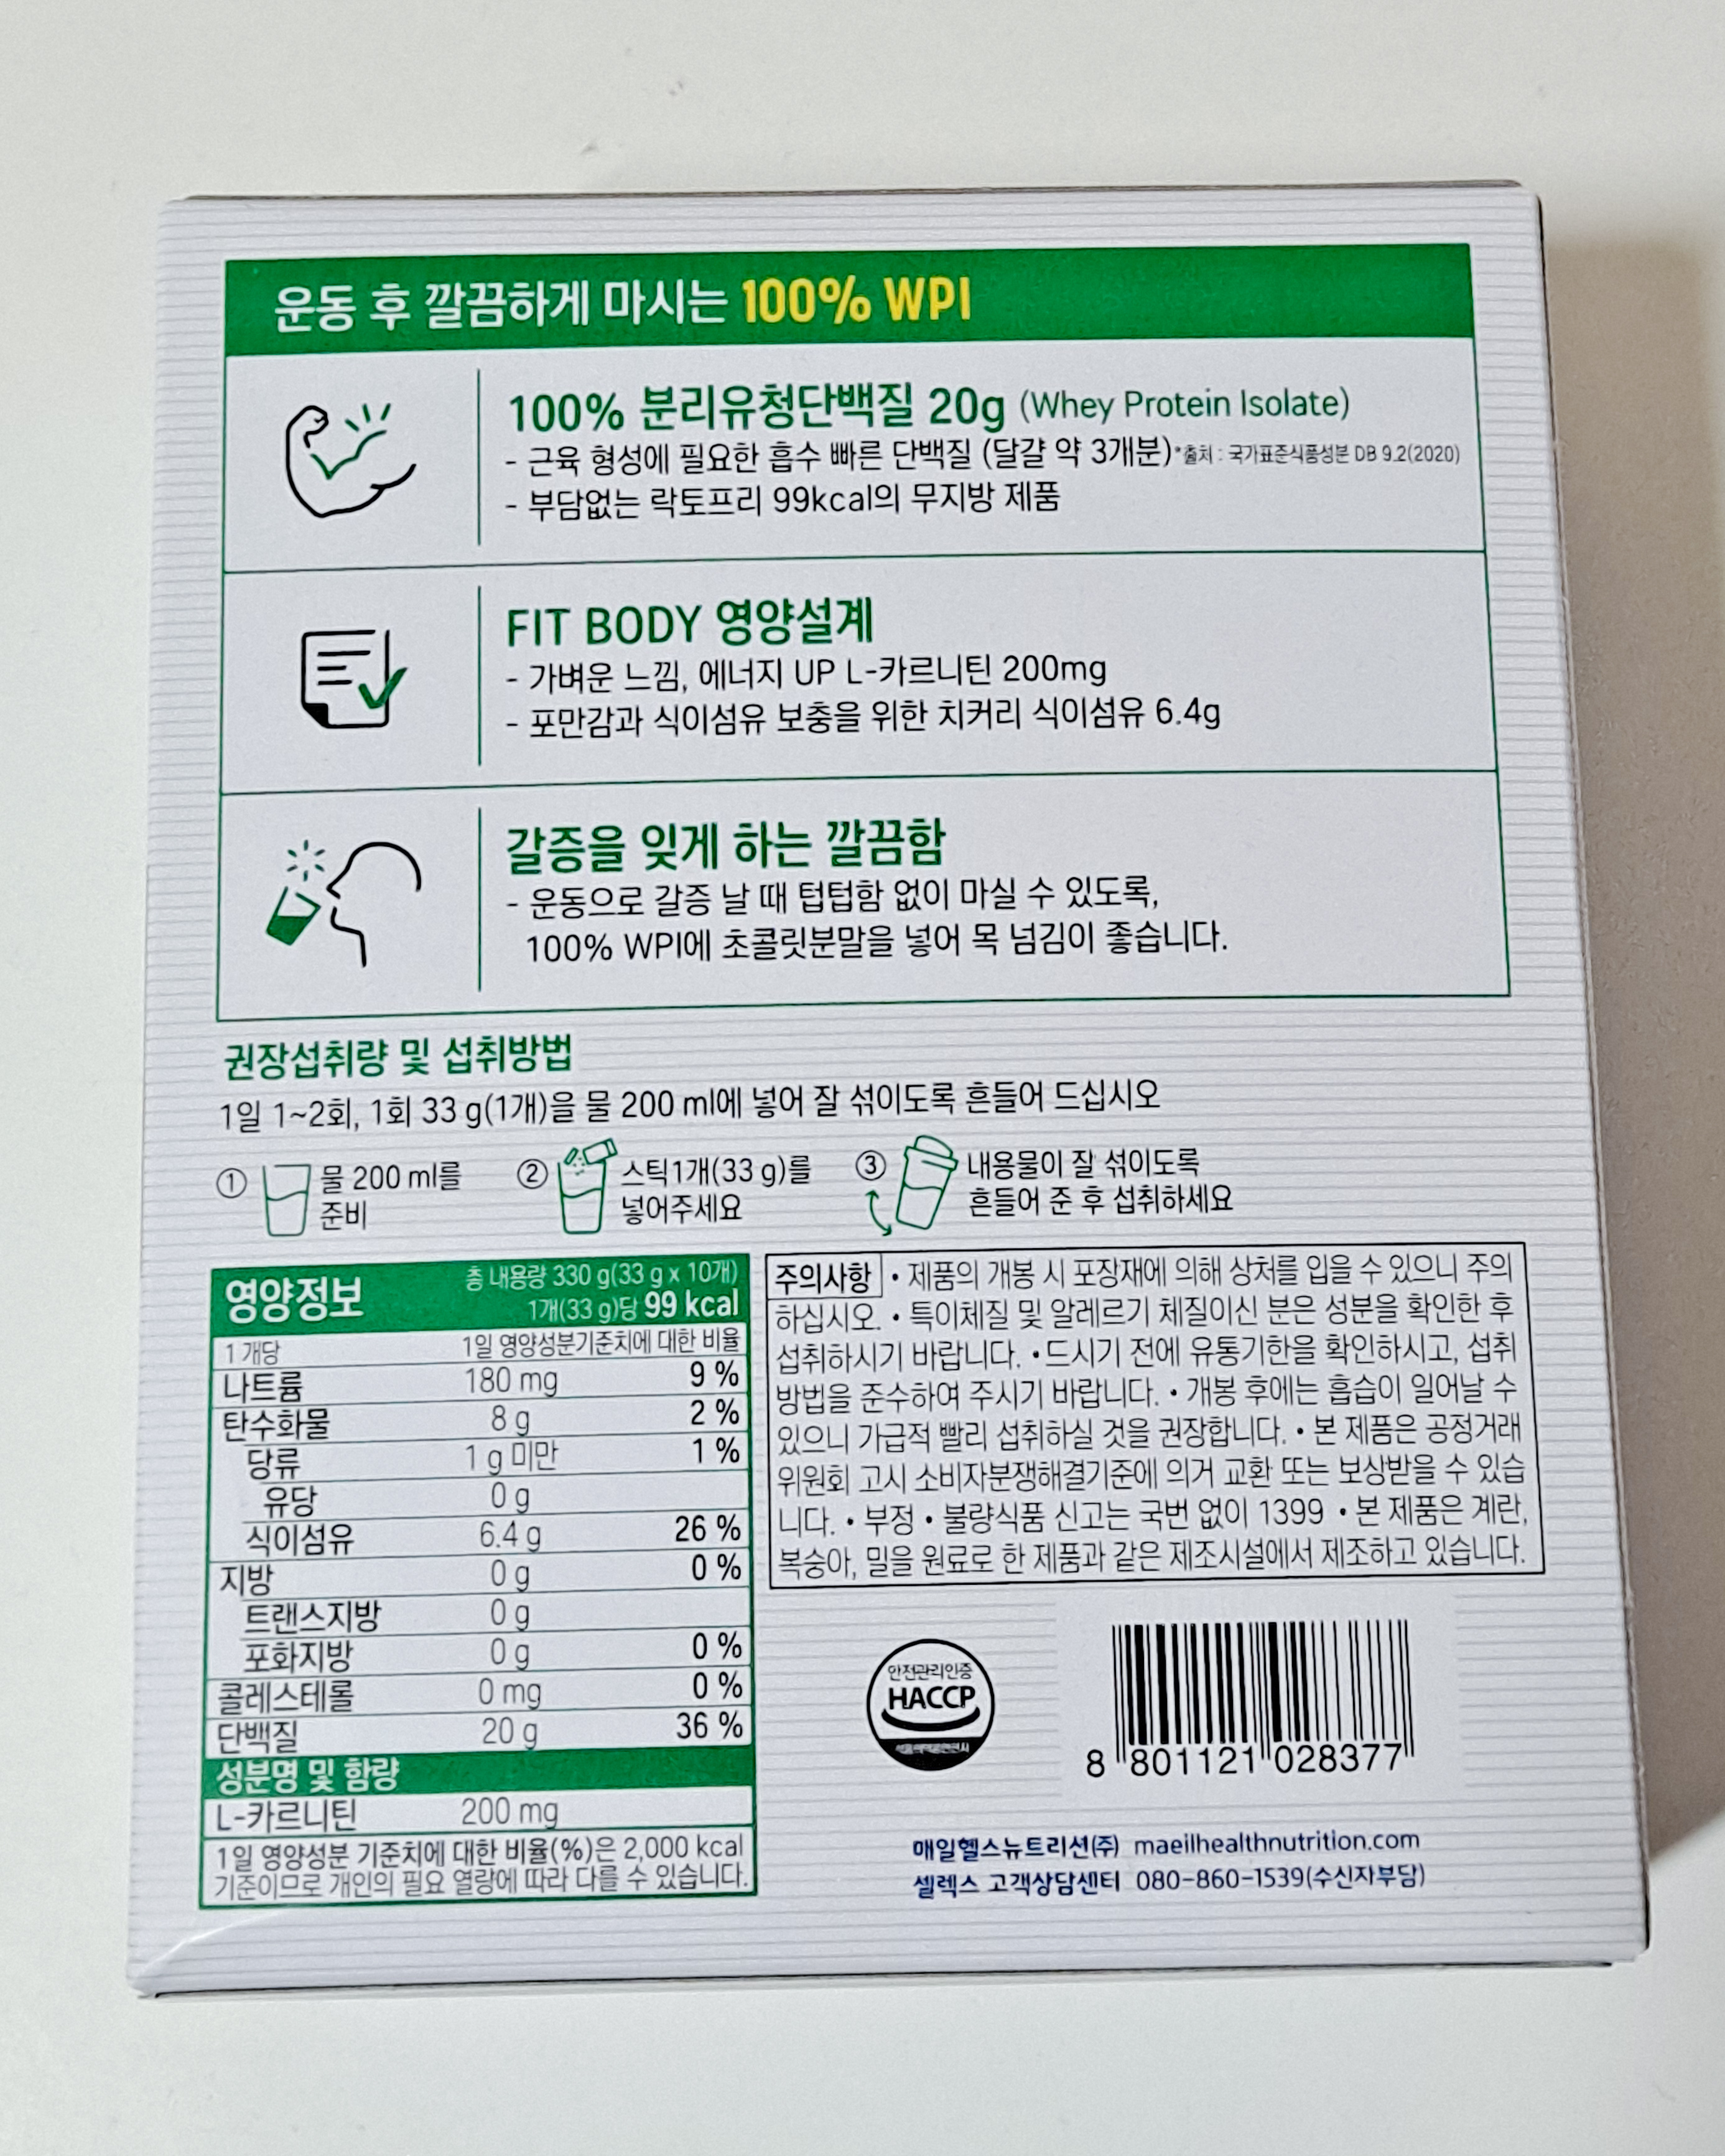 운동 후 깔끔하게 마시는 100% WPI
100% 분리유청단백질 20g (Whey Protein Isolate)
- 근육 형성에 필요한 흡수 빠른 단백질 (달걀 약 3개분) *출처 : 국가표준식품성분 DB 9.2(2020)
- 부담없는 락토프리 99kcal의 무지방 제품
FIT BODY 영양설계
- 가벼운 느낌, 에너지 UP L-카르니틴 200mg
- 포만감과 식이섬유 보충을 위한 치커리 식이섬유 6.4g
갈증을 잊게 하는 깔끔함
- 운동으로 갈증 날 때 텁텁함 없이 마실 수 있도록,
100% WPI에 초콜릿분말을 넣어 목 넘김이 좋습니다.
권장섭취량 및 섭취방법
1일 1~2회, 1회 33 g(1개)을 물 200 ml에 넣어 잘 섞이도록 흔들어 드십시오
① 물 200 ml를
준비
② 스틱1개(33 g)를
넣어주세요
③ 내용물이 잘 섞이도록
흔들어 준 후 섭취하세요
영양정보
총 내용량 330 g(33 g x 10개)
1개(33 g)당 99 kcal
1 개당 1일 영양성분기준치에 대한 비율
나트륨 180 mg 9 %
탄수화물 8 g 2 %
당류 1 g 미만 1 %
유당 0 g
식이섬유 6.4 g 26 %
지방 0 g 0 %
트랜스지방 0 g
포화지방 0 g 0 %
콜레스테롤 0 mg 0 %
단백질 20 g 36 %
성분명 및 함량
L-카르니틴 200 mg
1일 영양성분 기준치에 대한 비율(%)은 2,000 kcal
기준이므로 개인의 필요 열량에 따라 다를 수 있습니다.
주의사항 • 제품의 개봉 시 포장재에 의해 상처를 입을 수 있으니 주의
하십시오. • 특이체질 및 알레르기 체질이신 분은 성분을 확인한 후
섭취하시기 바랍니다. • 드시기 전에 유통기한을 확인하시고, 섭취
방법을 준수하여 주시기 바랍니다. • 개봉 후에는 흡습이 일어날 수
있으니 가급적 빨리 섭취하실 것을 권장합니다. • 본 제품은 공정거래
위원회 고시 소비자분쟁해결기준에 의거 교환 또는 보상받을 수 있습
니다. • 부정 • 불량식품 신고는 국번 없이 1399 • 본 제품은 계란,
복숭아, 밀을 원료로 한 제품과 같은 제조시설에서 제조하고 있습니다.
안전관리인증
HACCP
8 801121 028377
매일헬스뉴트리션(주) maeilhealthnutrition.com
셀렉스 고객상담센터 080-860-1539(수신자부담)